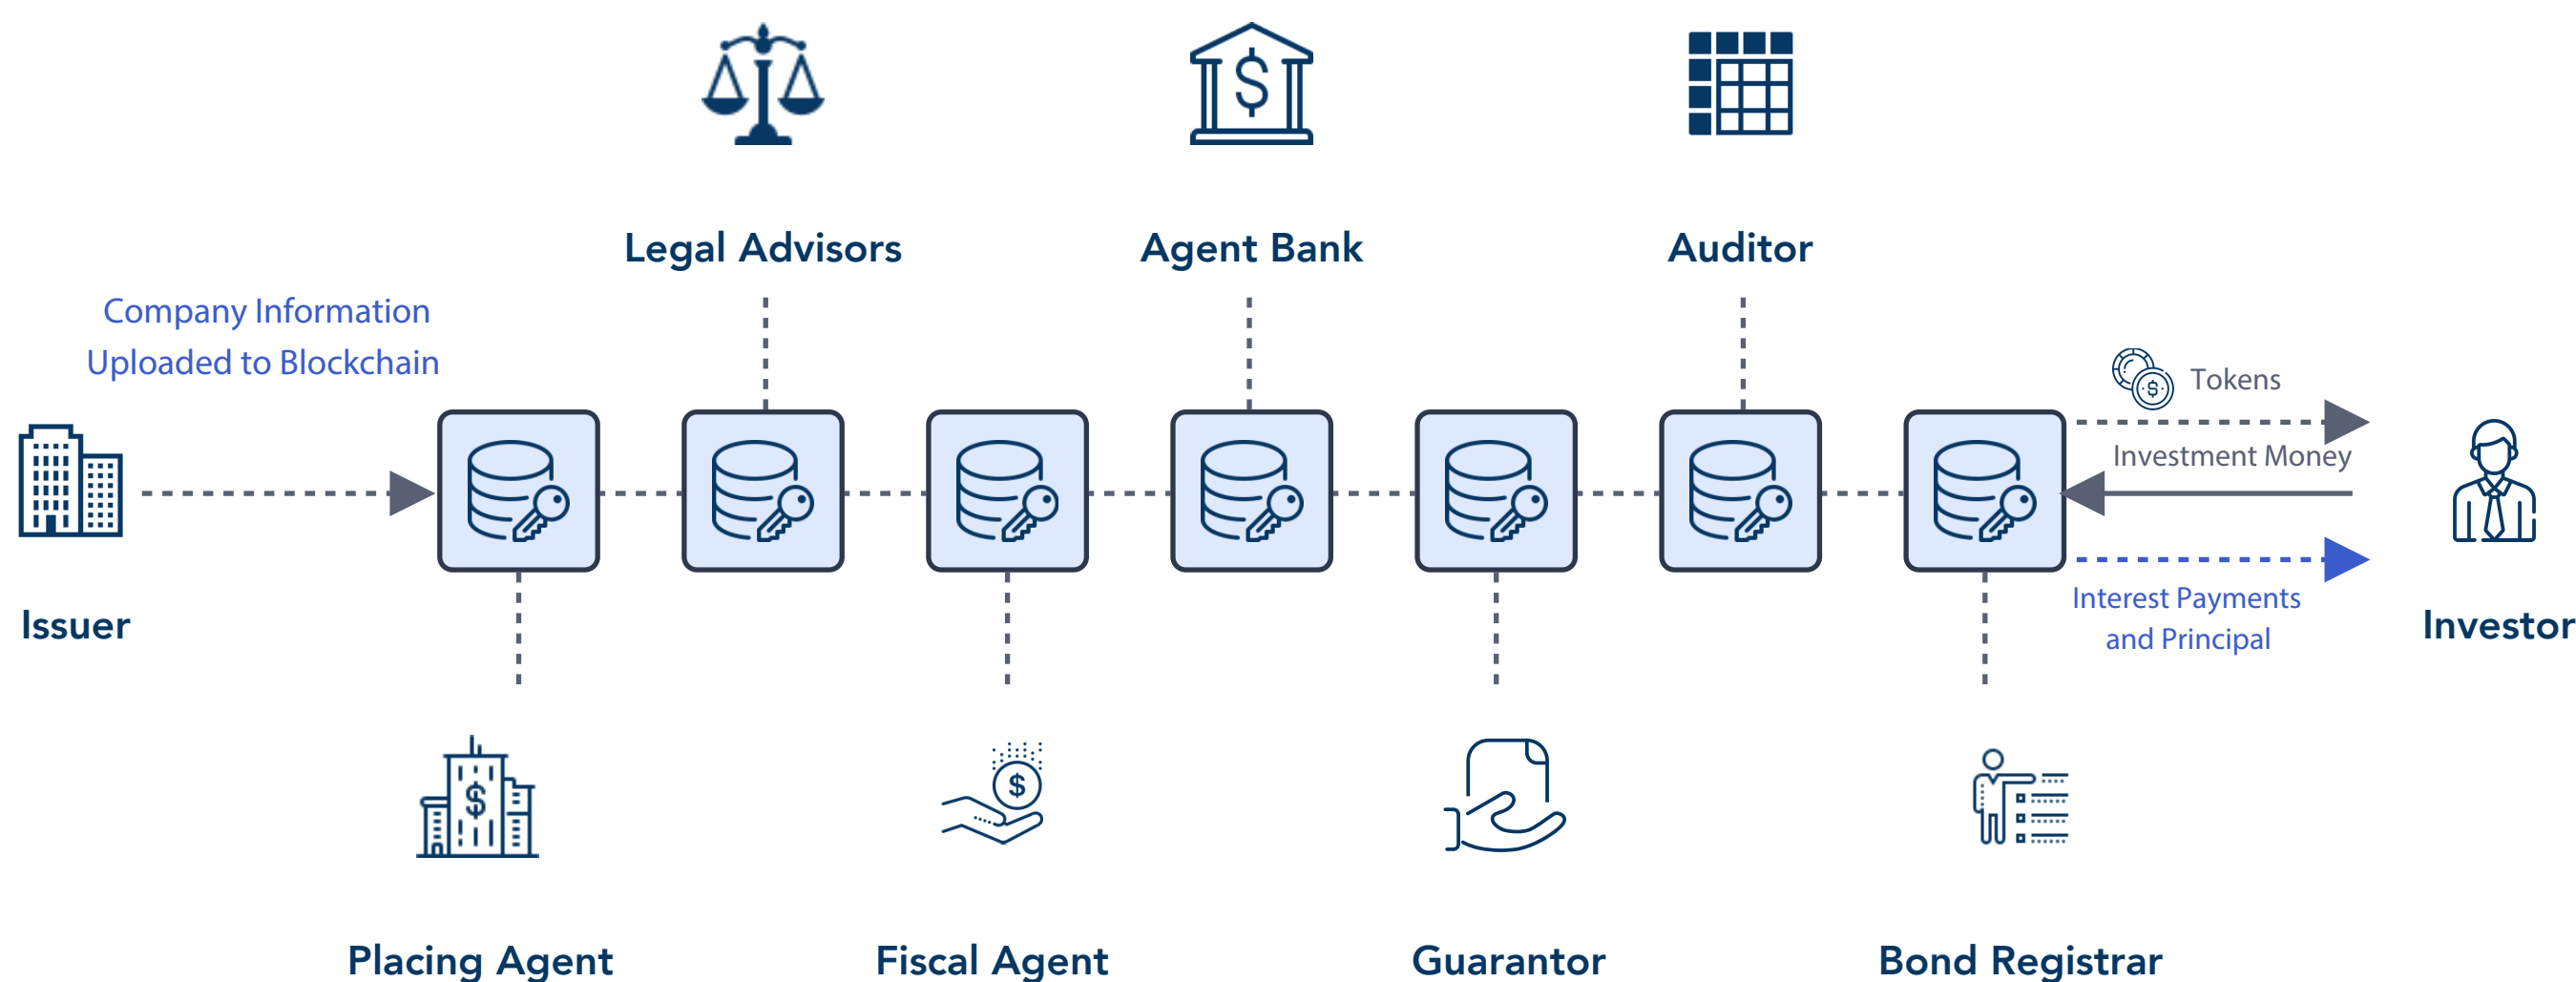 Legal Advisors
Agent Bank
Auditor
Company Information
Uploaded to Blockchain
Tokens
Investment Money
Interest Payments
and Principal
Issuer
Investor
Placing Agent
Fiscal Agent
Guarantor
Bond Registrar